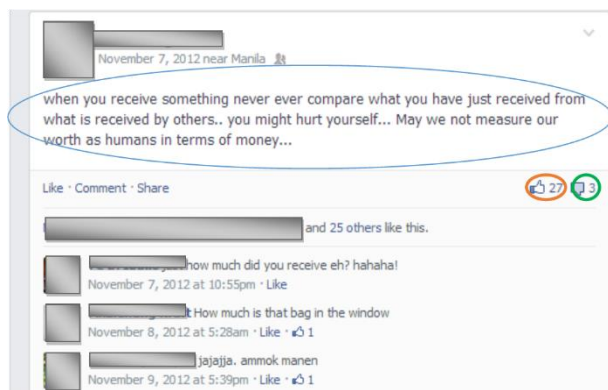 November 7, 2012 near Manila
when you receive something never ever compare what you have just received from
what is received by others.. you might hurt yourself... May we not measure our
worth as humans in terms of money...
Like · Comment · Share
27 3
and 25 others like this.
how much did you receive eh? hahaha!
November 7, 2012 at 10:55pm · Like
How much is that bag in the window
November 8, 2012 at 5:28am · Like · 1
jajajja. ammok manen
November 9, 2012 at 5:39pm · Like · 1